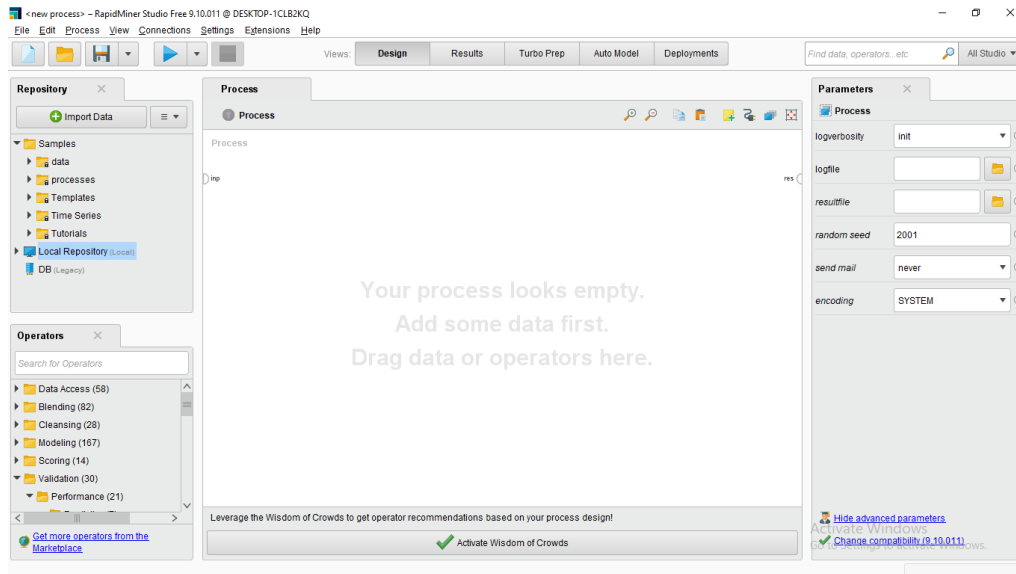 <new process> – RapidMiner Studio Free 9.10.011 @ DESKTOP-1CLB2KQ
File Edit Process View Connections Settings Extensions Help
Views: Design Results Turbo Prep Auto Model Deployments Find data, operators...etc All Studio
Repository
Import Data
Samples
data
processes
Templates
Time Series
Tutorials
Local Repository (Local)
DB (Legacy)
Operators
Search for Operators
Data Access (58)
Blending (82)
Cleansing (28)
Modeling (167)
Scoring (14)
Validation (30)
Performance (21)
Get more operators from the
Marketplace
Process
Process
Process
inp
res
Your process looks empty.
Add some data first.
Drag data or operators here.
Leverage the Wisdom of Crowds to get operator recommendations based on your process design!
Activate Wisdom of Crowds
Parameters
Process
logverbosity init
logfile
resultfile
random seed 2001
send mail never
encoding SYSTEM
Hide advanced parameters
Activate Windows
Change compatibility (9.10.011)
Go to Settings to activate Windows.